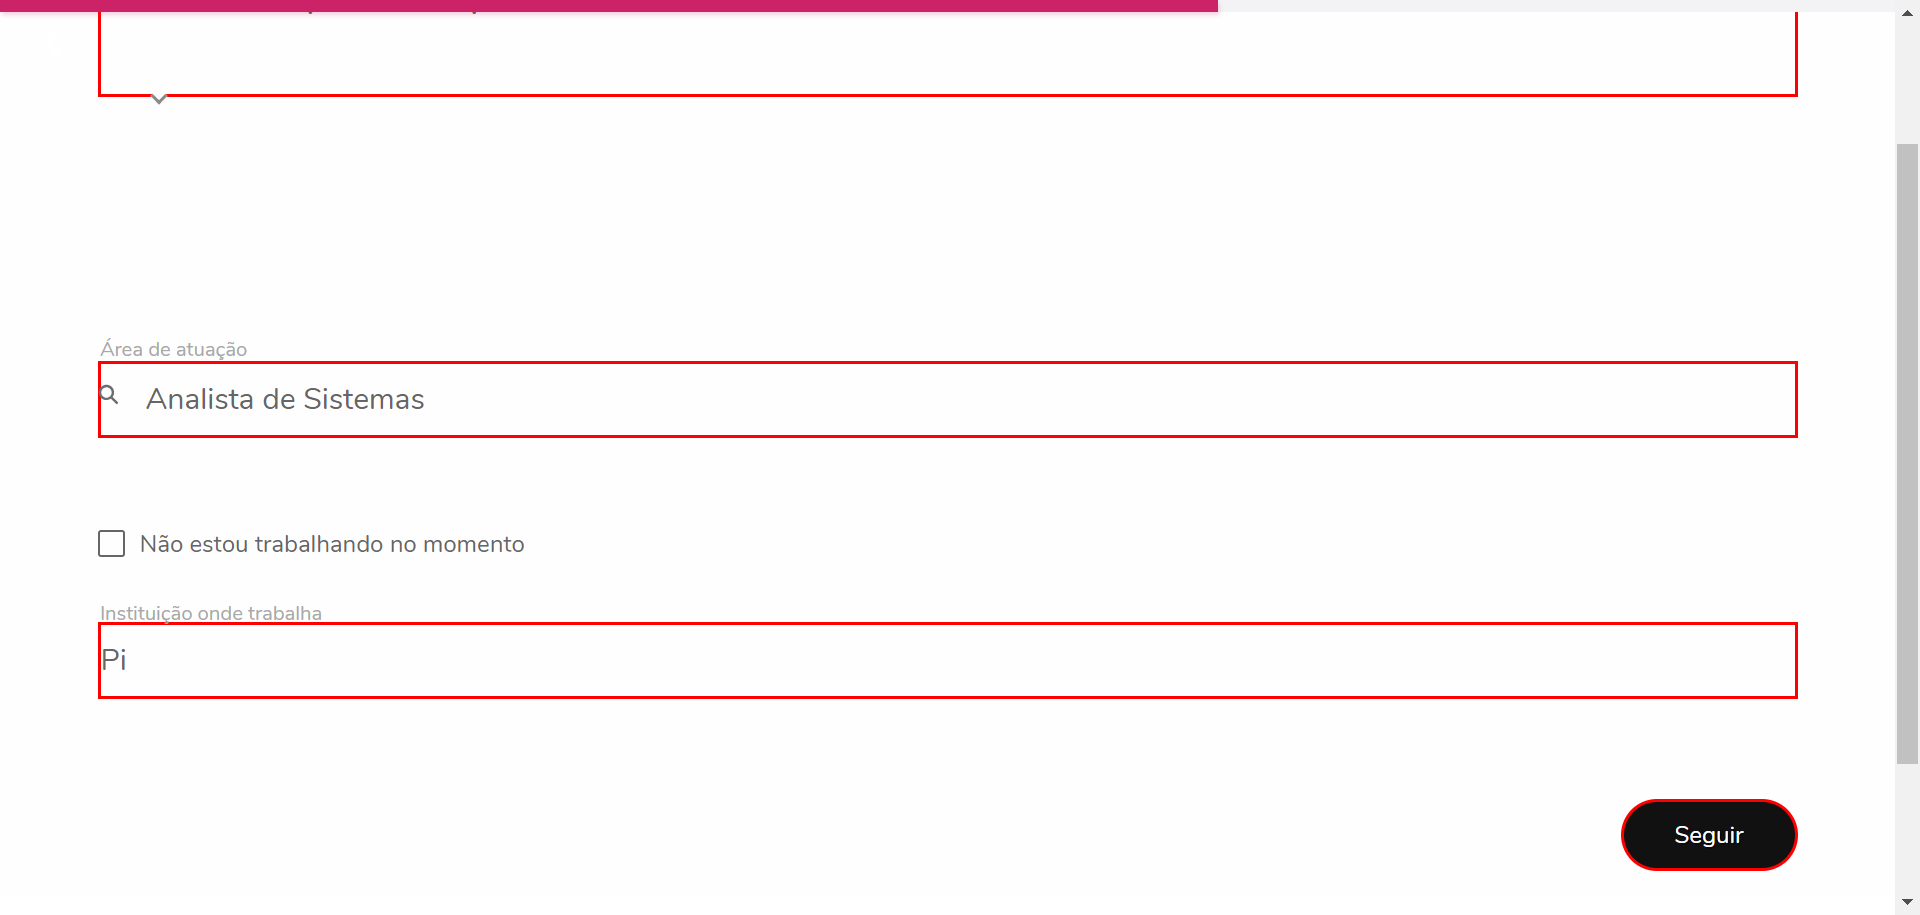 Área de atuação
Analista de Sistemas
Não estou trabalhando no momento
Instituição onde trabalha
Pi
Seguir